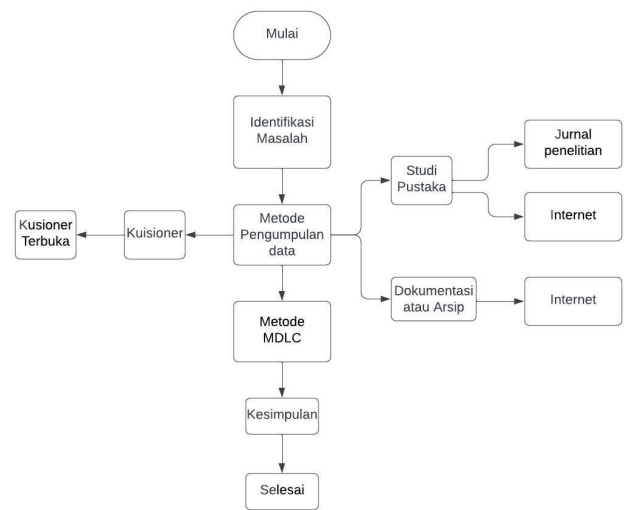 Mulai
Identifikasi
Masalah
Metode
Pengumpulan
data
Kuisioner
Kusioner
Terbuka
Studi
Pustaka
Jurnal
penelitian
Internet
Dokumentasi
atau Arsip
Internet
Metode
MDLC
Kesimpulan
Selesai